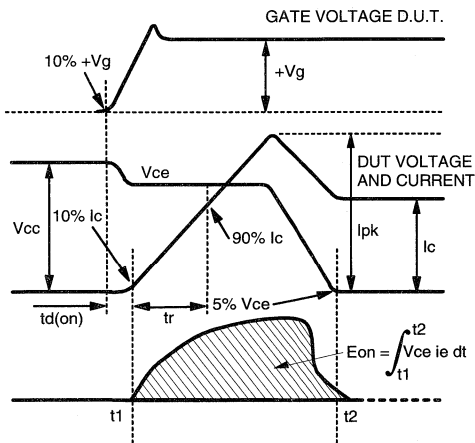 GATE VOLTAGE D.U.T.
10% +Vg
+Vg
Vce
DUT VOLTAGE
AND CURRENT
Vcc
10% Ic
90% Ic
Ipk
Ic
td(on)
tr
5% Vce
Eon = ∫ Vce ie dt
t2
t1
t1
t2